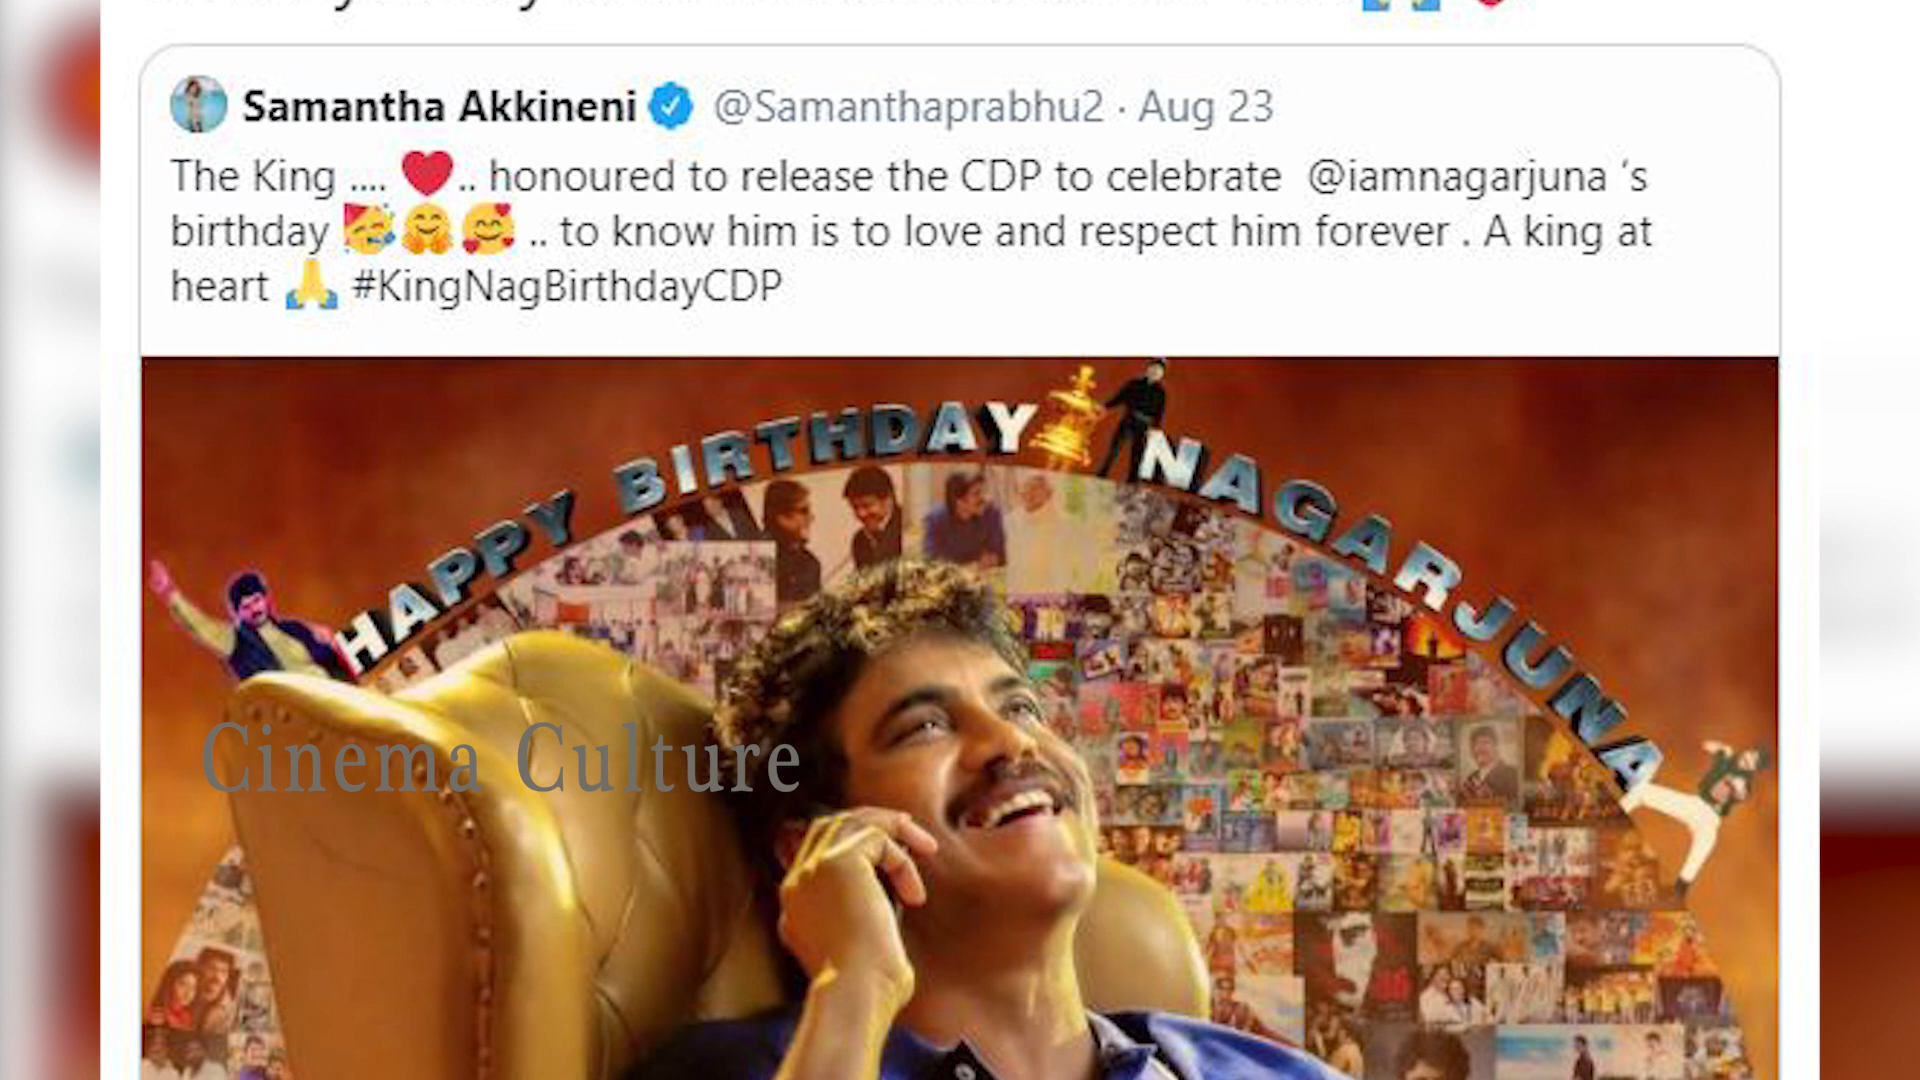 Samantha Akkineni @Samanthaprabhu2 · Aug 23
The King .... ❤️.. honoured to release the CDP to celebrate @iamnagarjuna ‘s
birthday 🥳🤗🥰 .. to know him is to love and respect him forever . A king at
heart 🙏 #KingNagBirthdayCDP
HAPPY BIRTHDAY NAGARJUNA
Cinema Culture